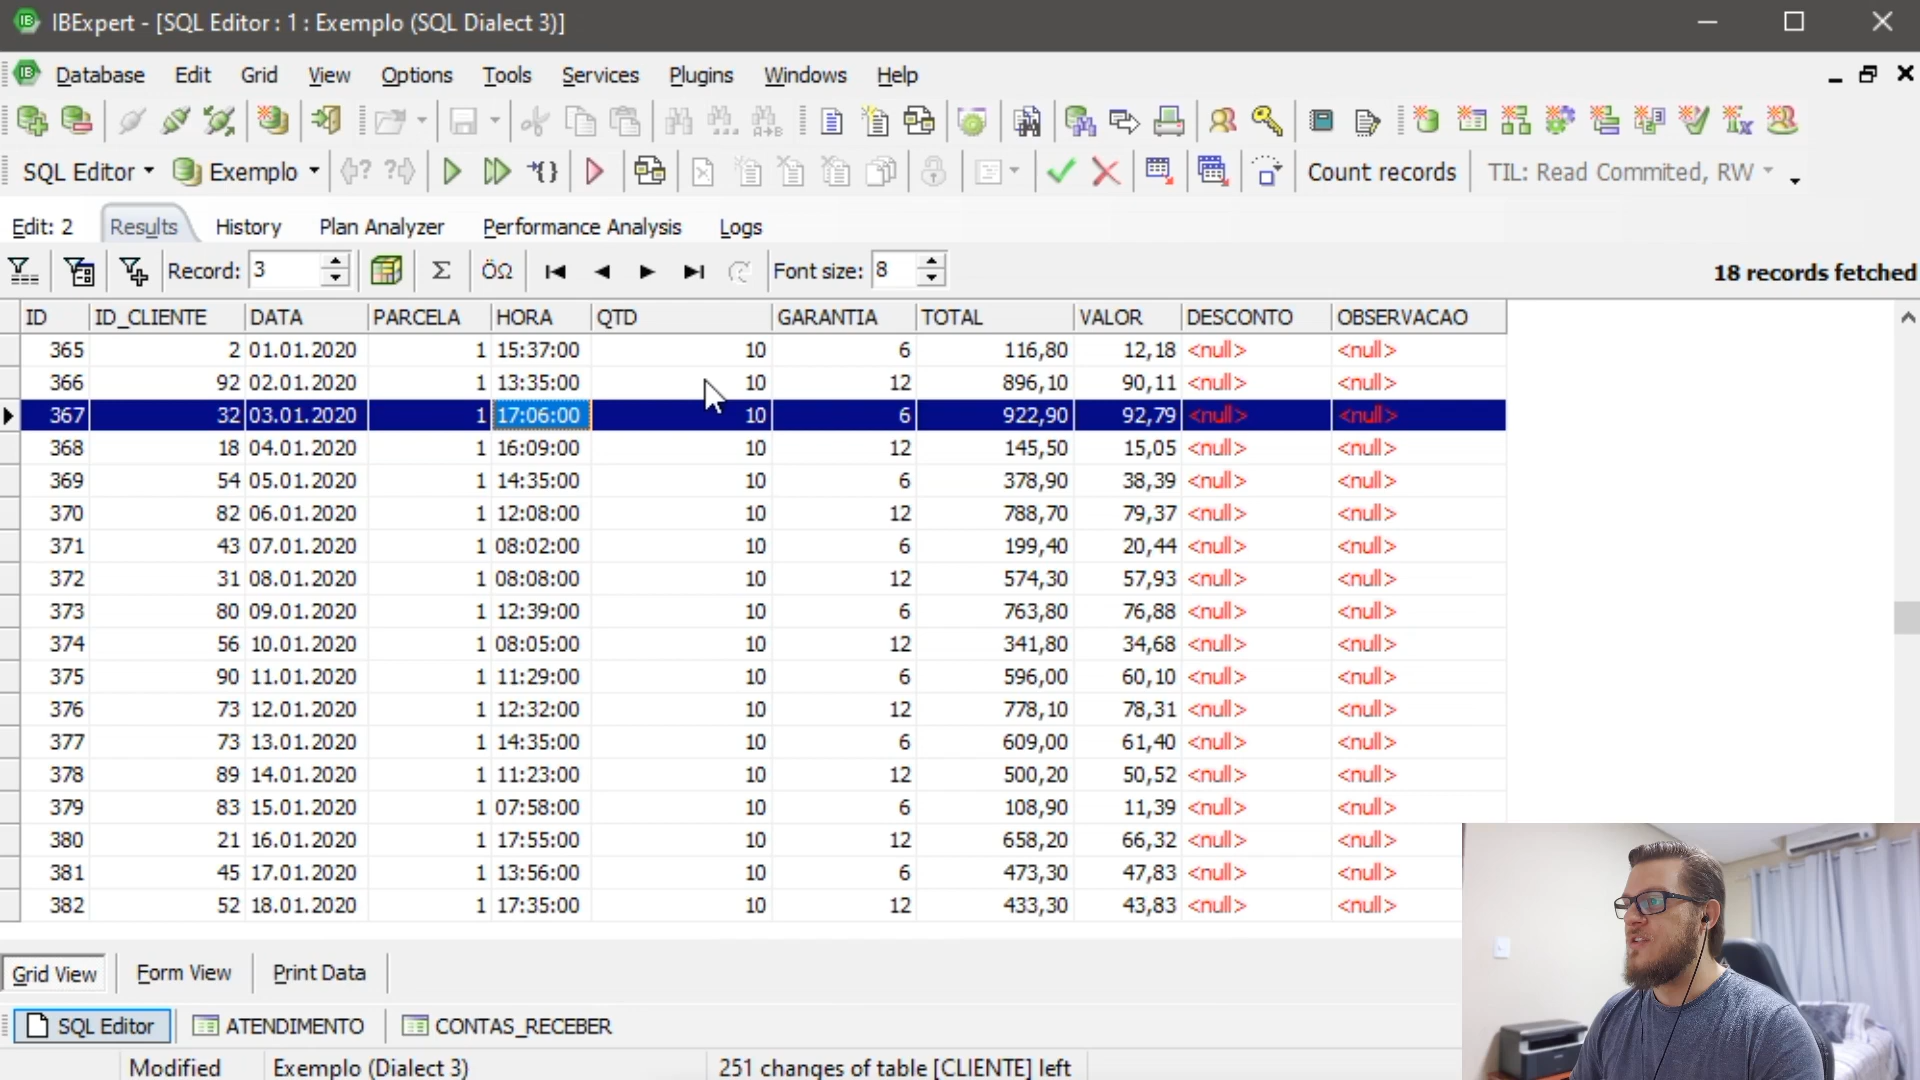 IBExpert - [SQL Editor : 1 : Exemplo (SQL Dialect 3)]
Database Edit Grid View Options Tools Services Plugins Windows Help
SQL Editor Exemplo Count records TIL: Read Commited, RW
Edit: 2 Results History Plan Analyzer Performance Analysis Logs
Record: 3 Σ ÖΩ Font size: 8 18 records fetched
ID ID_CLIENTE DATA PARCELA HORA QTD GARANTIA TOTAL VALOR DESCONTO OBSERVACAO
365 2 01.01.2020 1 15:37:00 10 6 116,80 12,18 <null> <null>
366 92 02.01.2020 1 13:35:00 10 12 896,10 90,11 <null> <null>
367 32 03.01.2020 1 17:06:00 10 6 922,90 92,79 <null> <null>
368 18 04.01.2020 1 16:09:00 10 12 145,50 15,05 <null> <null>
369 54 05.01.2020 1 14:35:00 10 6 378,90 38,39 <null> <null>
370 82 06.01.2020 1 12:08:00 10 12 788,70 79,37 <null> <null>
371 43 07.01.2020 1 08:02:00 10 6 199,40 20,44 <null> <null>
372 31 08.01.2020 1 08:08:00 10 12 574,30 57,93 <null> <null>
373 80 09.01.2020 1 12:39:00 10 6 763,80 76,88 <null> <null>
374 56 10.01.2020 1 08:05:00 10 12 341,80 34,68 <null> <null>
375 90 11.01.2020 1 11:29:00 10 6 596,00 60,10 <null> <null>
376 73 12.01.2020 1 12:32:00 10 12 778,10 78,31 <null> <null>
377 73 13.01.2020 1 14:35:00 10 6 609,00 61,40 <null> <null>
378 89 14.01.2020 1 11:23:00 10 12 500,20 50,52 <null> <null>
379 83 15.01.2020 1 07:58:00 10 6 108,90 11,39 <null> <null>
380 21 16.01.2020 1 17:55:00 10 12 658,20 66,32 <null> <null>
381 45 17.01.2020 1 13:56:00 10 6 473,30 47,83 <null> <null>
382 52 18.01.2020 1 17:35:00 10 12 433,30 43,83 <null> <null>
Grid View Form View Print Data
SQL Editor ATENDIMENTO CONTAS_RECEBER
Modified Exemplo (Dialect 3) 251 changes of table [CLIENTE] left